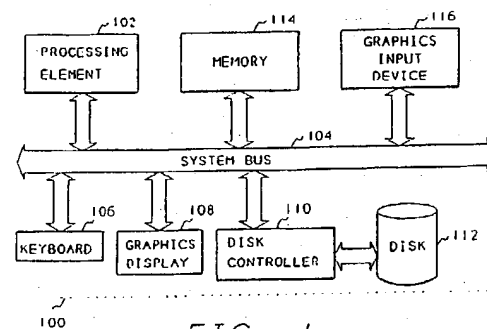 102
114
116
PROCESSING
ELEMENT
MEMORY
GRAPHICS
INPUT
DEVICE
104
SYSTEM BUS
106
108
110
KEYBOARD
GRAPHICS
DISPLAY
DISK
CONTROLLER
DISK
112
100